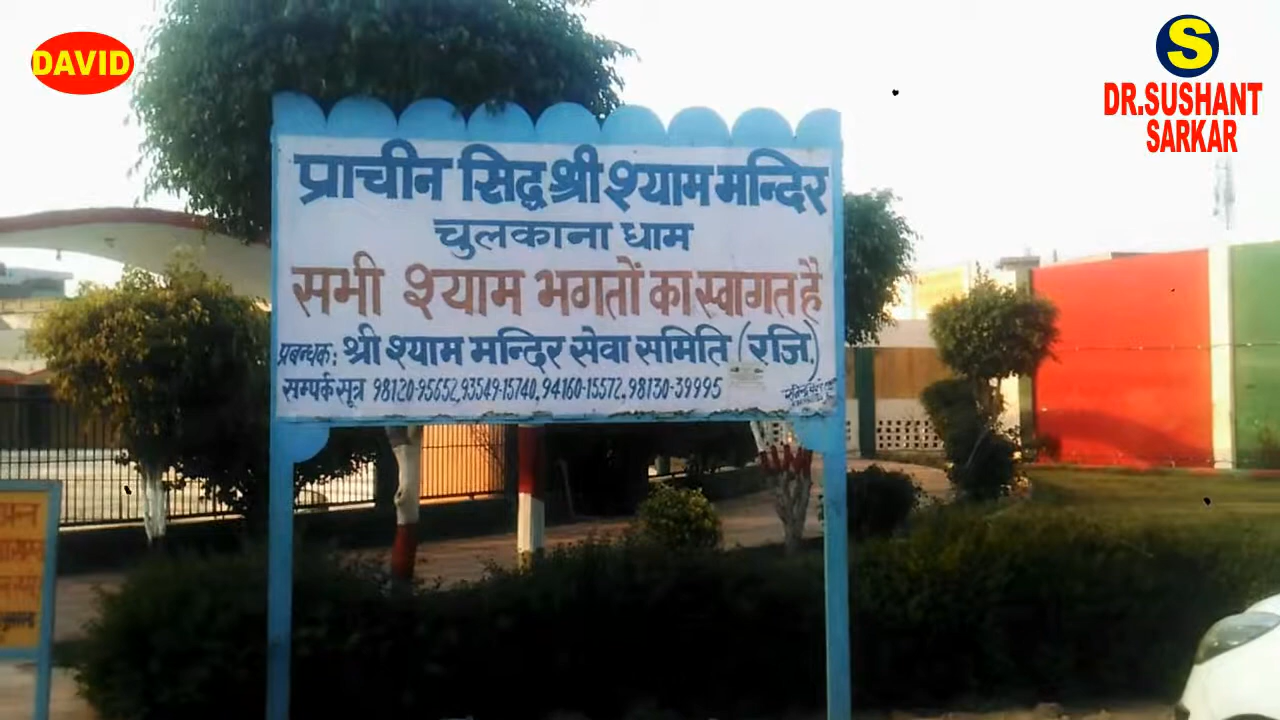 DAVID
S
DR.SUSHANT
SARKAR
प्राचीन सिद्ध श्री श्याम मन्दिर
चुलकाना धाम
सभी श्याम भगतों का स्वागत है
प्रबन्धक: श्री श्याम मन्दिर सेवा समिति (रजि.)
सम्पर्क सूत्र 98120-95652, 93549-15740, 94160-15572, 98130-39995